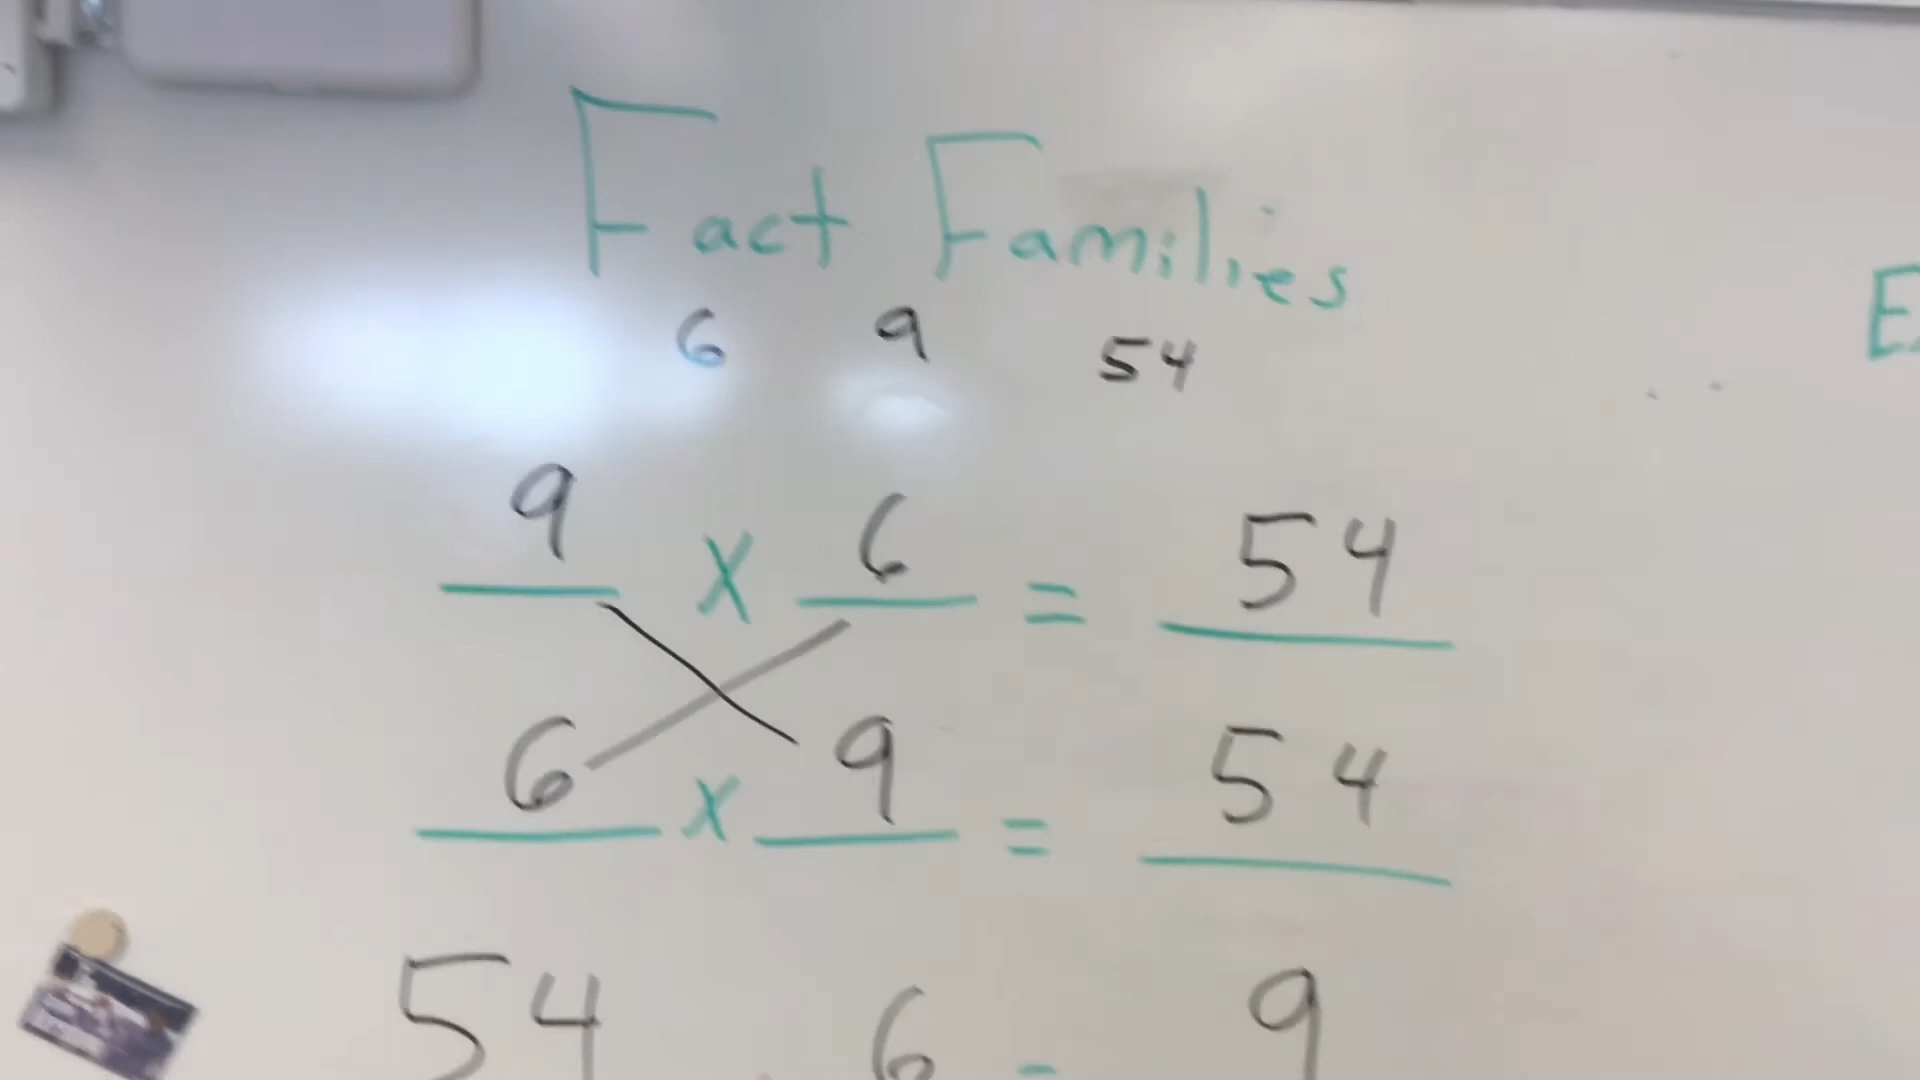 Fact Families
6 9 54
9 x 6 = 54
6 x 9 = 54
54 6 = 9